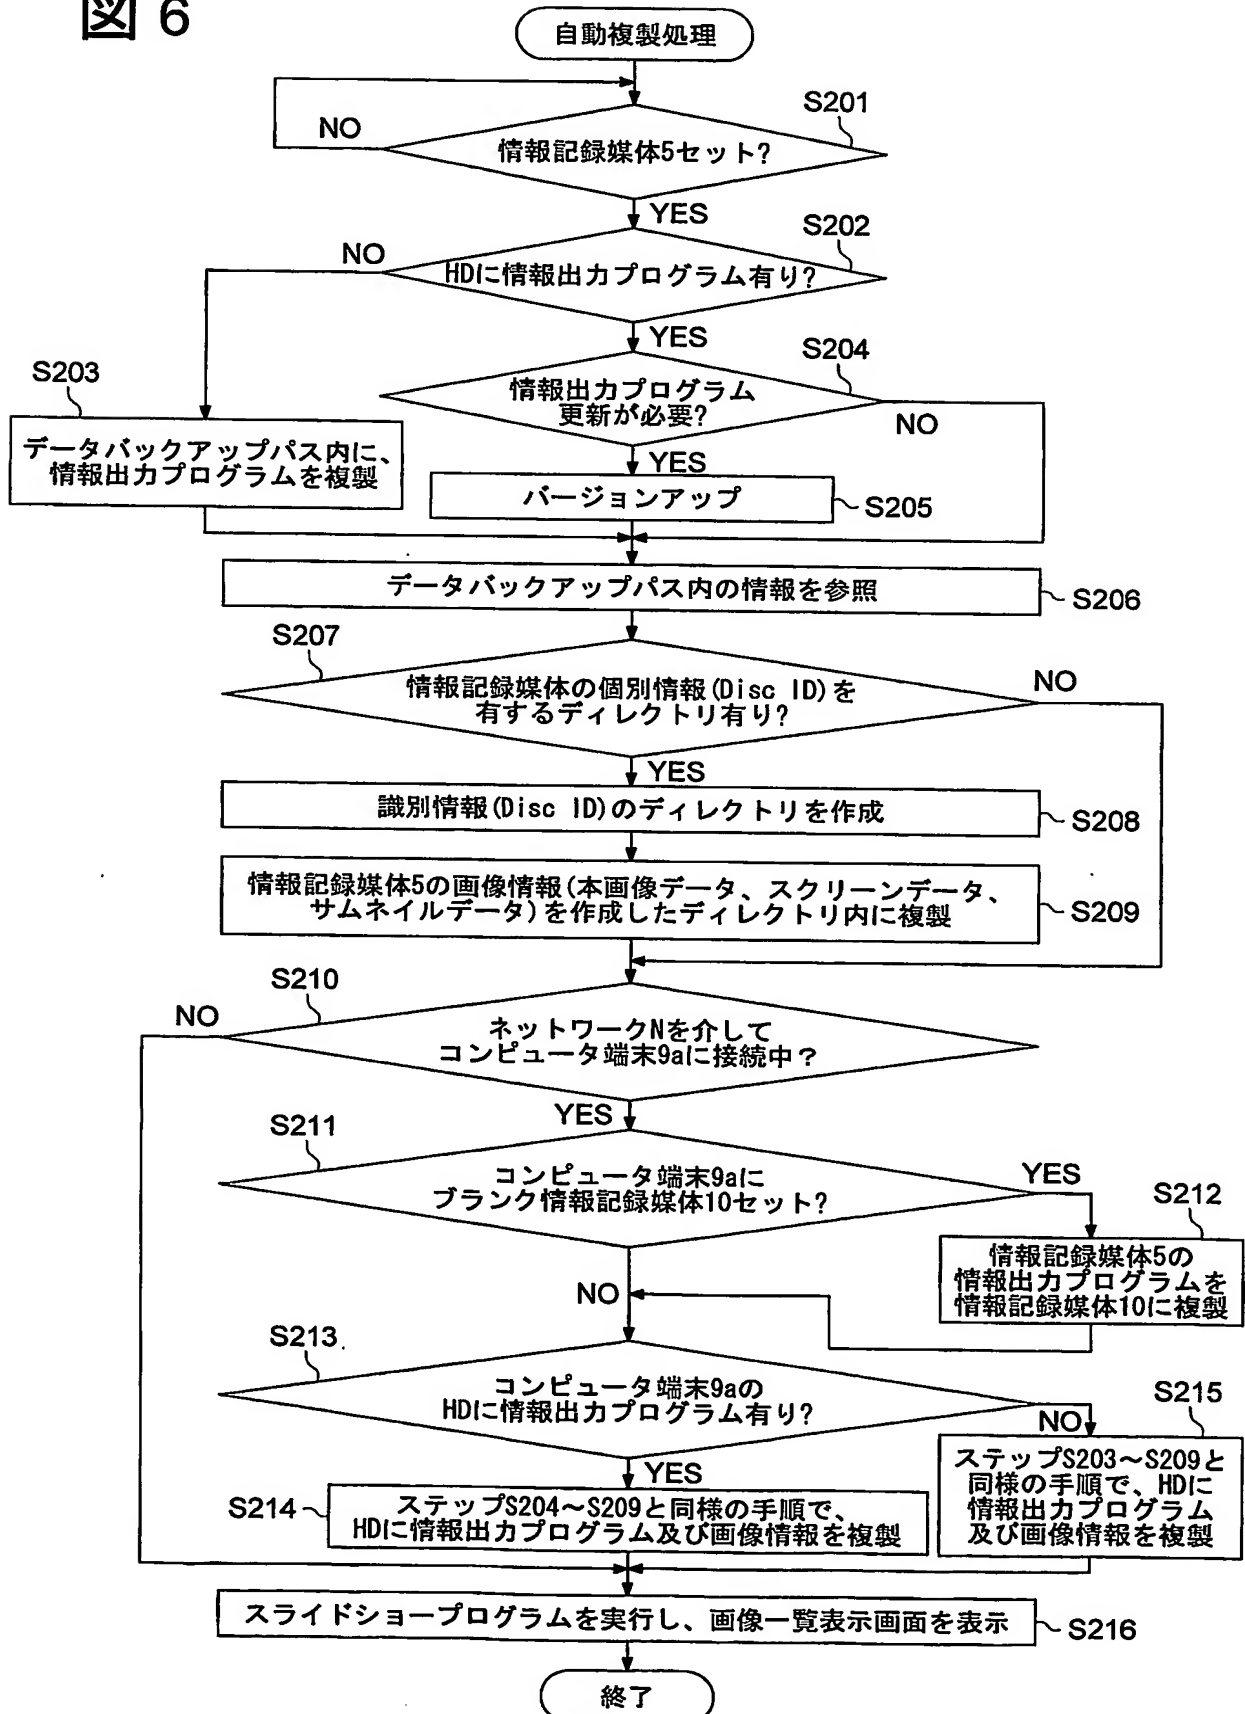 図6
自動複製処理
S201
NO
情報記録媒体5セット?
YES
S202
NO
HDに情報出力プログラム有り?
YES
S204
S203
情報出力プログラム
更新が必要?
NO
データバックアップパス内に、
情報出力プログラムを複製
YES
バージョンアップ
S205
データバックアップパス内の情報を参照
S206
S207
情報記録媒体の個別情報(Disc ID)を
有するディレクトリ有り?
NO
YES
識別情報(Disc ID)のディレクトリを作成
S208
情報記録媒体5の画像情報(本画像データ、スクリーンデータ、
サムネイルデータ)を作成したディレクトリ内に複製
S209
S210
NO
ネットワークNを介して
コンピュータ端末9aに接続中?
YES
S211
コンピュータ端末9aに
ブランク情報記録媒体10セット?
YES
S212
情報記録媒体5の
情報出力プログラムを
情報記録媒体10に複製
NO
S213
コンピュータ端末9aの
HDに情報出力プログラム有り?
S215
NO
ステップS203~S209と
同様の手順で、HDに
情報出力プログラム
及び画像情報を複製
YES
S214
ステップS204~S209と同様の手順で、
HDに情報出力プログラム及び画像情報を複製
スライドショープログラムを実行し、画像一覧表示画面を表示
S216
終了